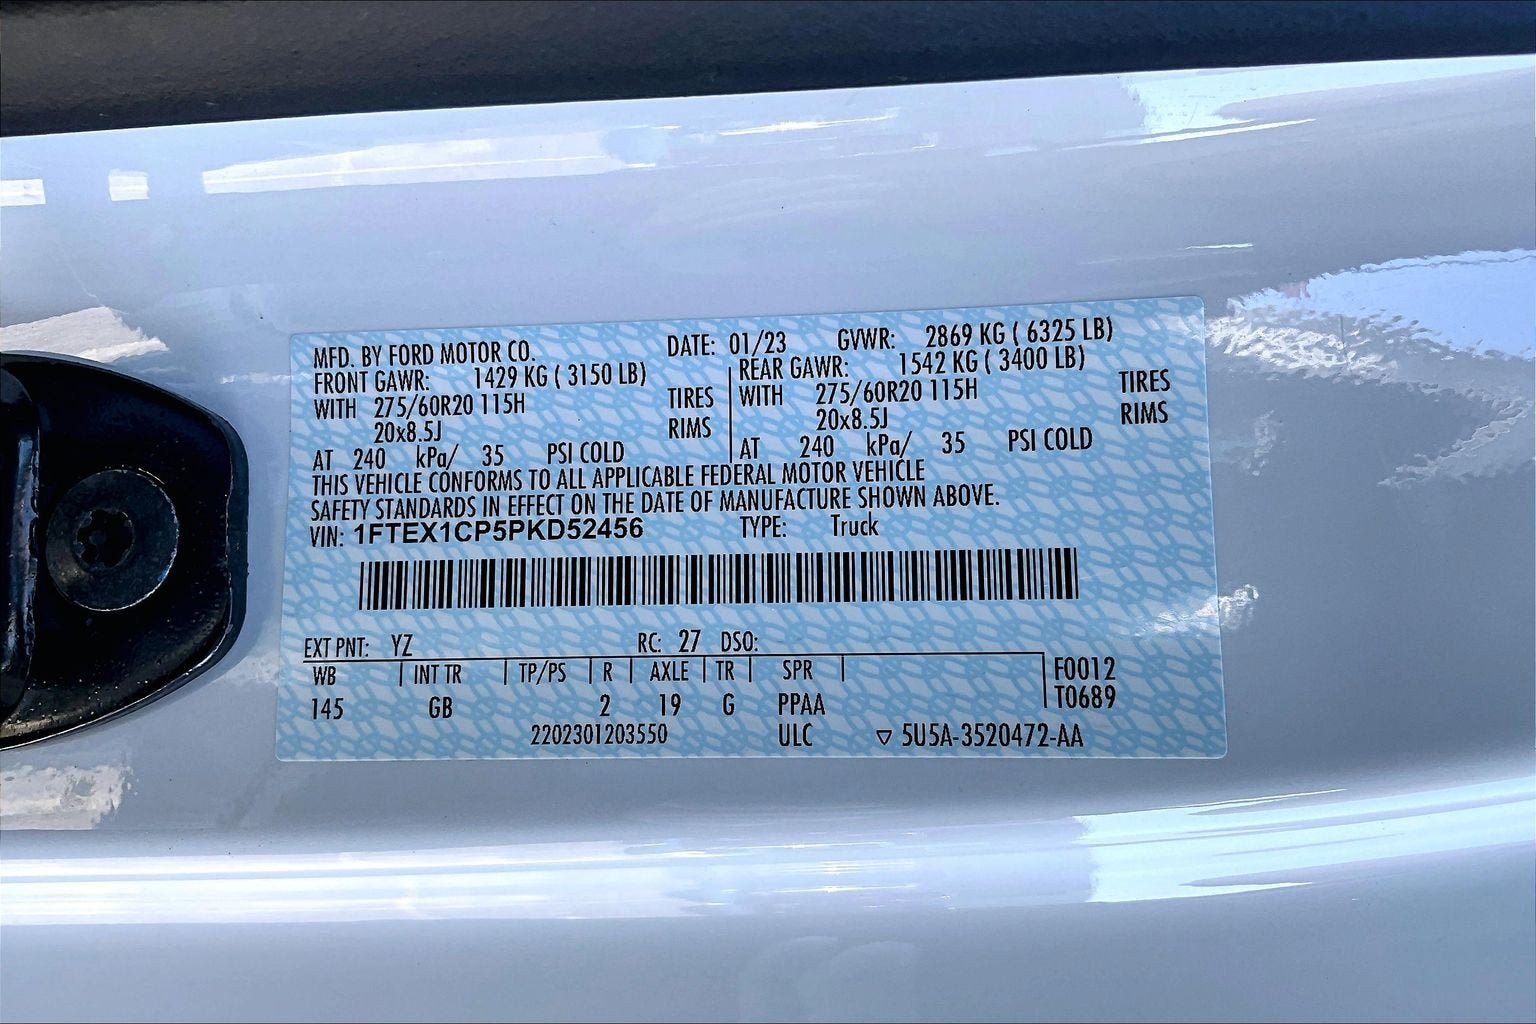 MFD. BY FORD MOTOR CO. DATE: 01/23 GVWR: 2869 KG ( 6325 LB)
FRONT GAWR: 1429 KG ( 3150 LB) REAR GAWR: 1542 KG ( 3400 LB)
WITH 275/60R20 115H TIRES WITH 275/60R20 115H TIRES
20x8.5J RIMS 20x8.5J RIMS
AT 240 kPa/ 35 PSI COLD AT 240 kPa/ 35 PSI COLD
THIS VEHICLE CONFORMS TO ALL APPLICABLE FEDERAL MOTOR VEHICLE
SAFETY STANDARDS IN EFFECT ON THE DATE OF MANUFACTURE SHOWN ABOVE.
VIN: 1FTEX1CP5PKD52456 TYPE: Truck
EXT PNT: YZ RC: 27 DSO:
WB INT TR TP/PS R AXLE TR SPR F0012
145 GB 2 19 G PPAA T0689
2202301203550 ULC ▽ 5U5A-3520472-AA